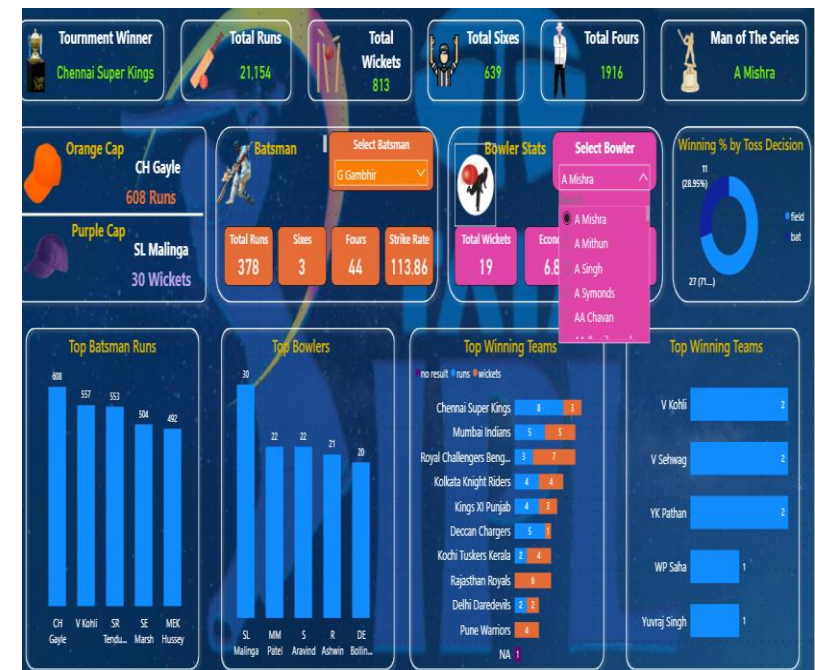 Tournment Winner
Chennai Super Kings
Total Runs
21,154
Total
Wickets
813
Total Sixes
639
Total Fours
1916
Man of The Series
A Mishra
Orange Cap
CH Gayle
608 Runs
Purple Cap
SL Malinga
30 Wickets
Batsman
Select Batsman
G Gambhir
Total Runs
378
Sixes
3
Fours
44
Strike Rate
113.86
Bowler Stats
Select Bowler
A Mishra
A Mishra
A Mithun
A Singh
A Symonds
AA Chavan
Total Wickets
19
Econ
6.8
Winning % by Toss Decision
11
(28.95%)
27 (71....)
field
bat
Top Batsman Runs
608
557
553
504
492
CH
Gayle
V Kohli
SR
Tendu...
SE
Marsh
MEK
Hussey
Top Bowlers
30
22
22
21
20
SL
Malinga
MM
Patel
S
Aravind
R
Ashwin
DE
Bollin...
Top Winning Teams
no result runs wickets
Chennai Super Kings 8 3
Mumbai Indians 5 5
Royal Challengers Beng... 3 7
Kolkata Knight Riders 4 4
Kings XI Punjab 4 3
Deccan Chargers 5 1
Kochi Tuskers Kerala 2 4
Rajasthan Royals 6
Delhi Daredevils 2 2
Pune Warriors 4
NA 1
Top Winning Teams
V Kohli 2
V Sehwag 2
YK Pathan 2
WP Saha 1
Yuvraj Singh 1